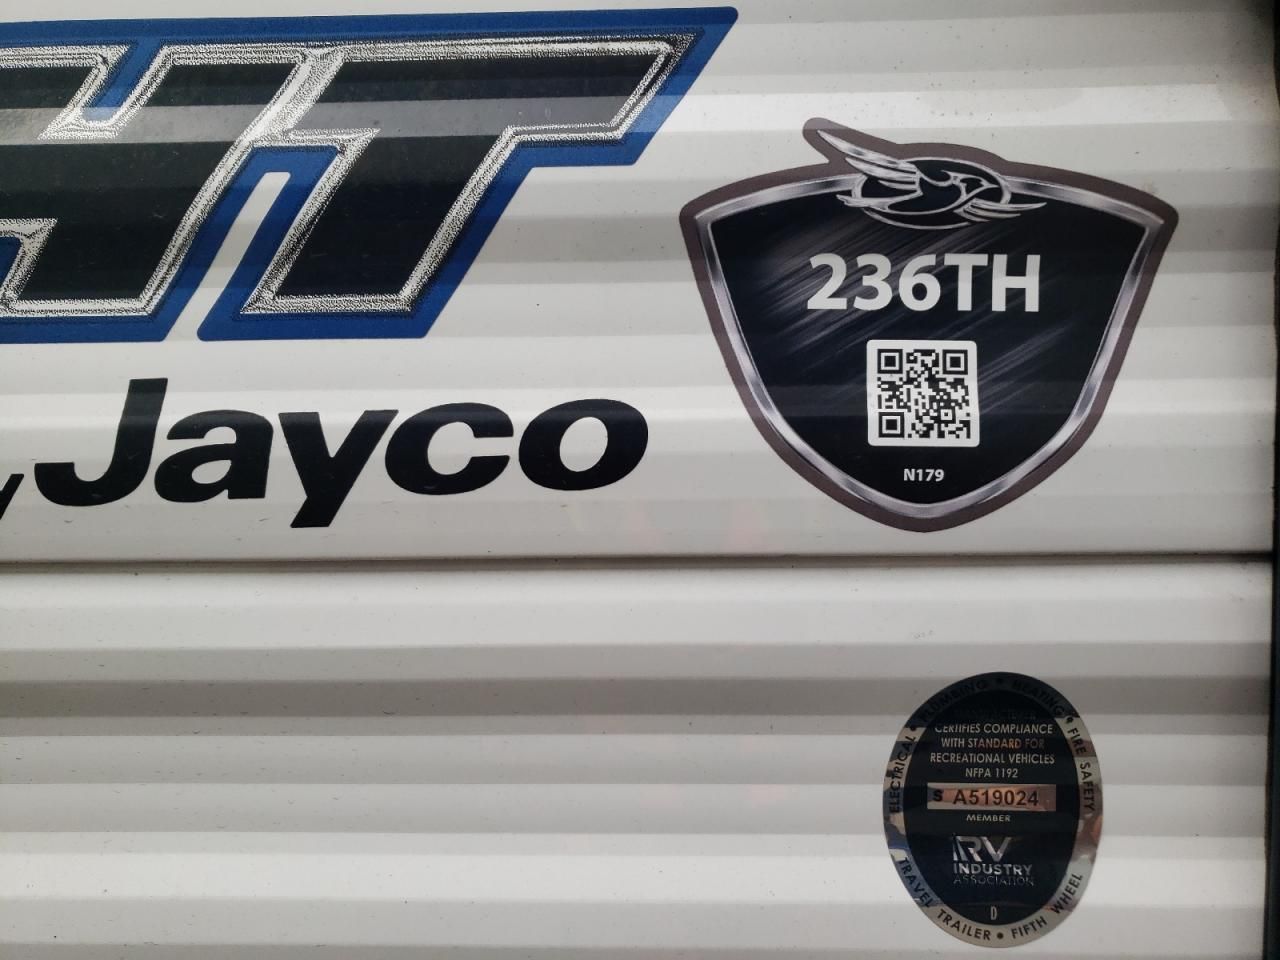 HT
Jayco
236TH
N179
PLUMBING • HEATING • FIRE SAFETY
ELECTRICAL •
CERTIFIES COMPLIANCE
WITH STANDARD FOR
RECREATIONAL VEHICLES
NFPA 1192
S A519024
MEMBER
RV
INDUSTRY
ASSOCIATION
D
TRAVEL TRAILER • FIFTH WHEEL